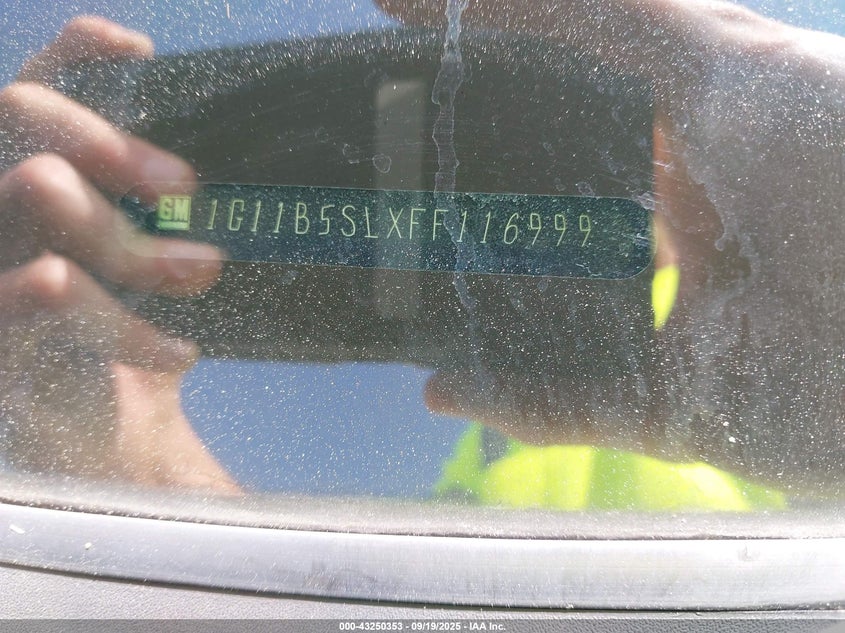 GM 1G11B5SLXFF116999
000-43250353 - 09/19/2025 - IAA Inc.